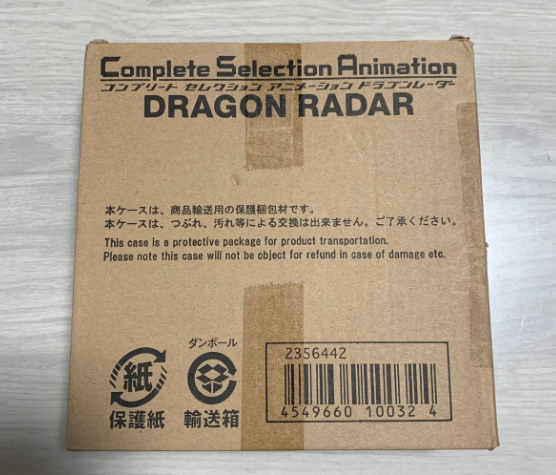 Complete Selection Animation
コンプリート セレクション アニメーション ドラゴンレーダー
DRAGON RADAR
本ケースは、商品輸送用の保護梱包材です。
本ケースは、つぶれ、汚れ等による交換は出来ません。ご了承ください。
This case is a protective package for product transportation.
Please note this case will not be object for refund in case of damage etc.
紙
保護紙
ダンボール
輸送箱
2356442
4549660 10032 4